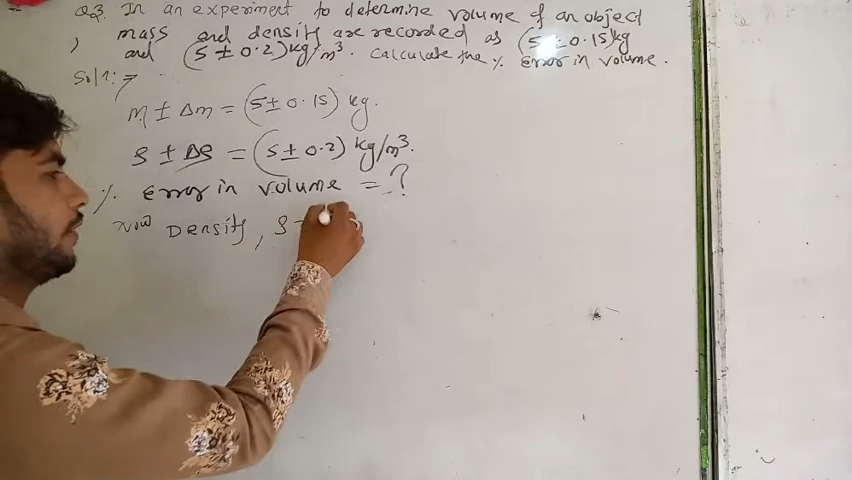 Q3. In an experiment to determine volume of an object
, mass and density are recorded as (5 ± 0.15)kg
and (5 ± 0.2)kg/m³. Calculate the % error in volume.
Solⁿ:⇒
m ± Δm = (5 ± 0.15) kg.
ρ ± Δρ = (5 ± 0.2) kg/m³.
% Error in volume = ?
Now Density, ρ =